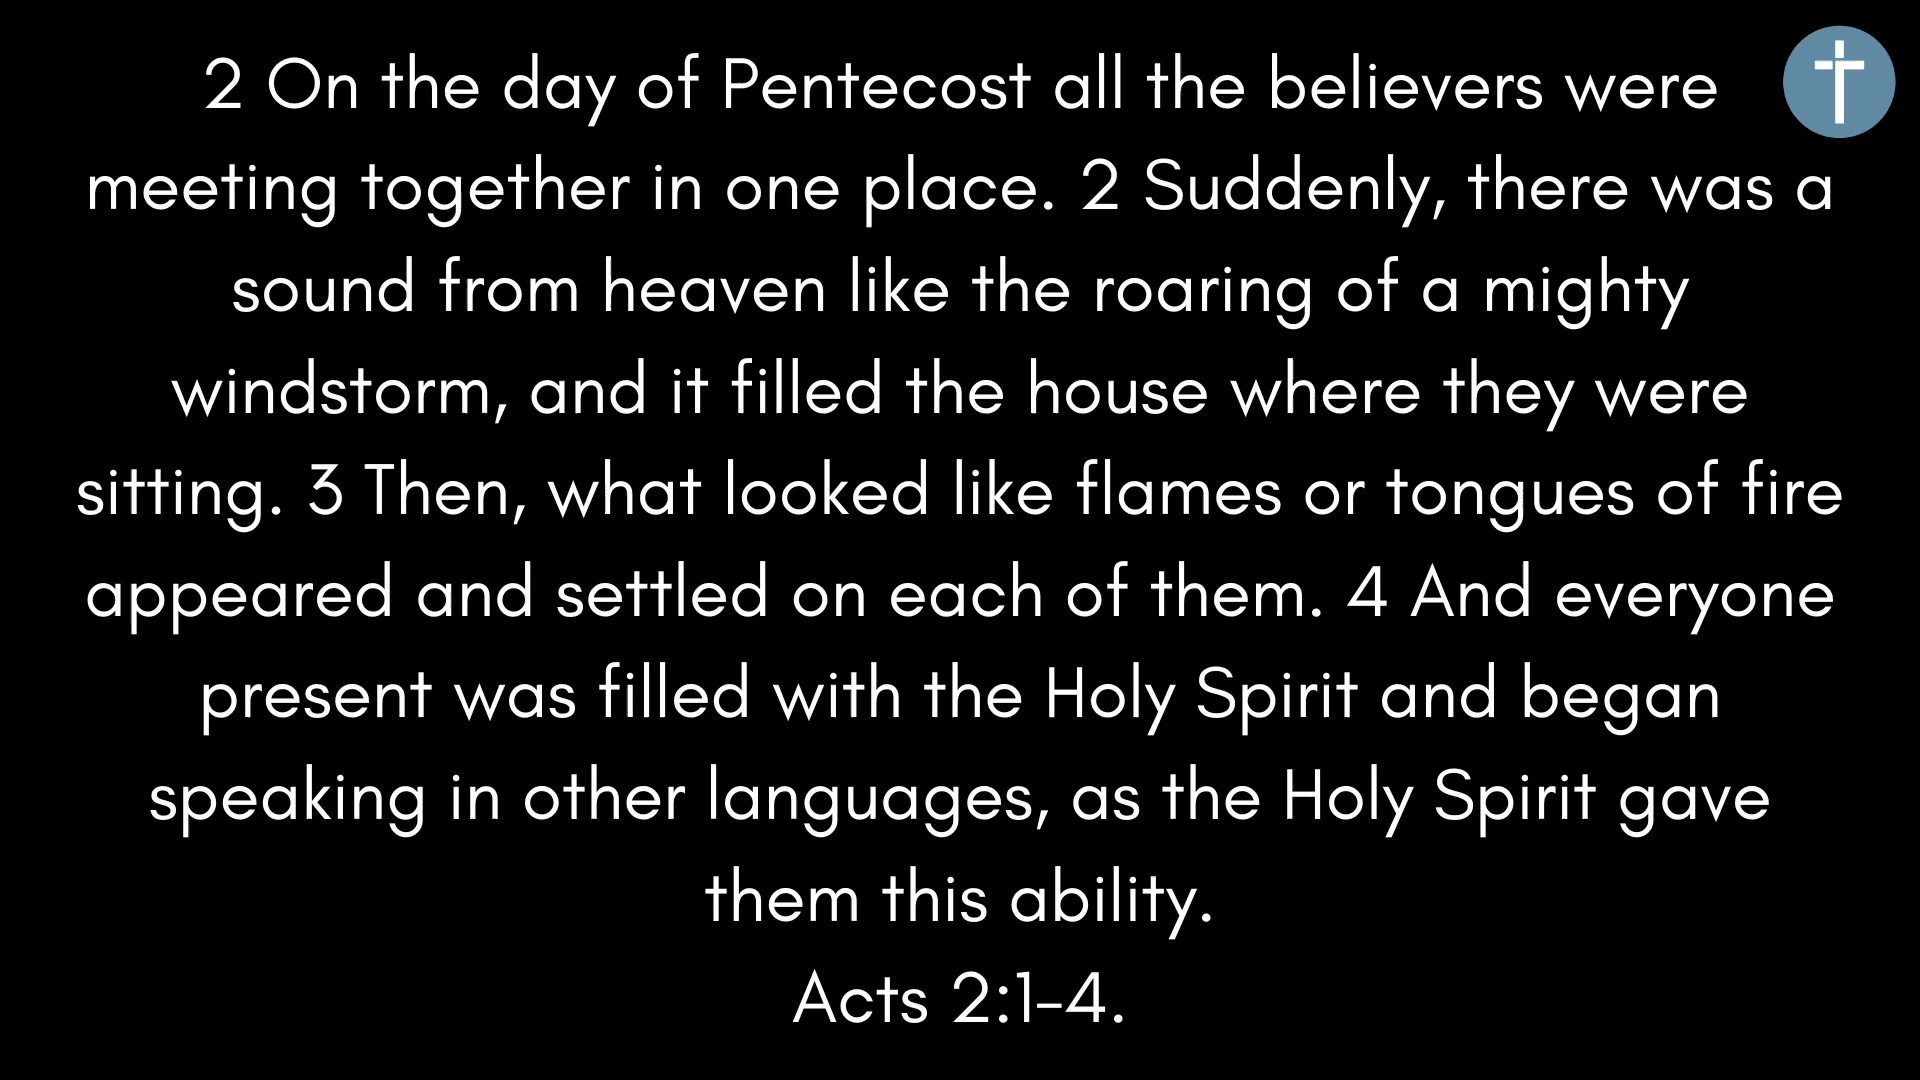 2 On the day of Pentecost all the believers were
meeting together in one place. 2 Suddenly, there was a
sound from heaven like the roaring of a mighty
windstorm, and it filled the house where they were
sitting. 3 Then, what looked like flames or tongues of fire
appeared and settled on each of them. 4 And everyone
present was filled with the Holy Spirit and began
speaking in other languages, as the Holy Spirit gave
them this ability.
Acts 2:1-4.